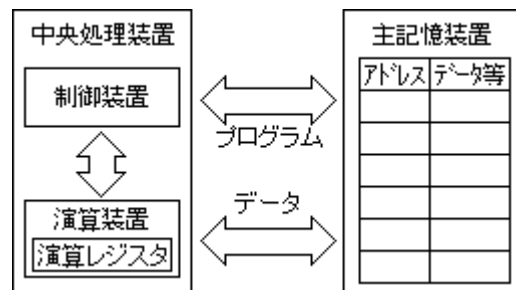 中央処理装置
制御装置
演算装置
演算レジスタ
プログラム
データ
主記憶装置
アドレス データ等